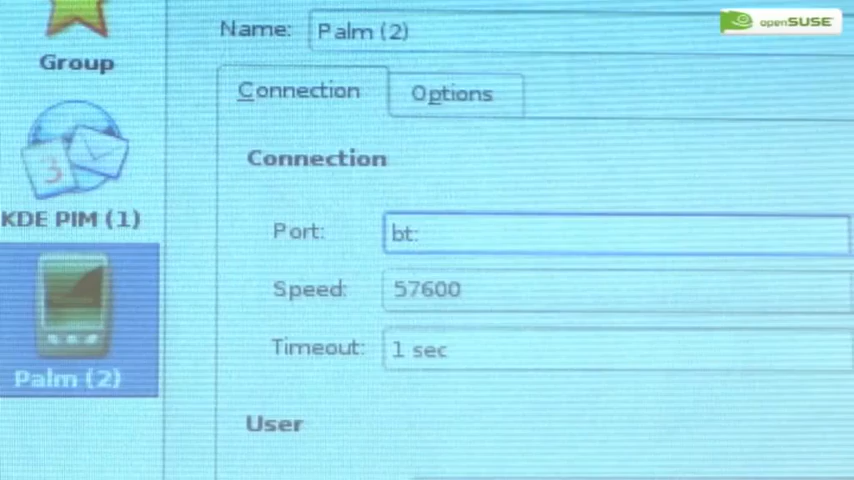 Name: Palm (2)
openSUSE
Group
Connection Options
Connection
3
KDE PIM (1)
Port: bt:
Speed: 57600
Timeout: 1 sec
Palm (2)
User